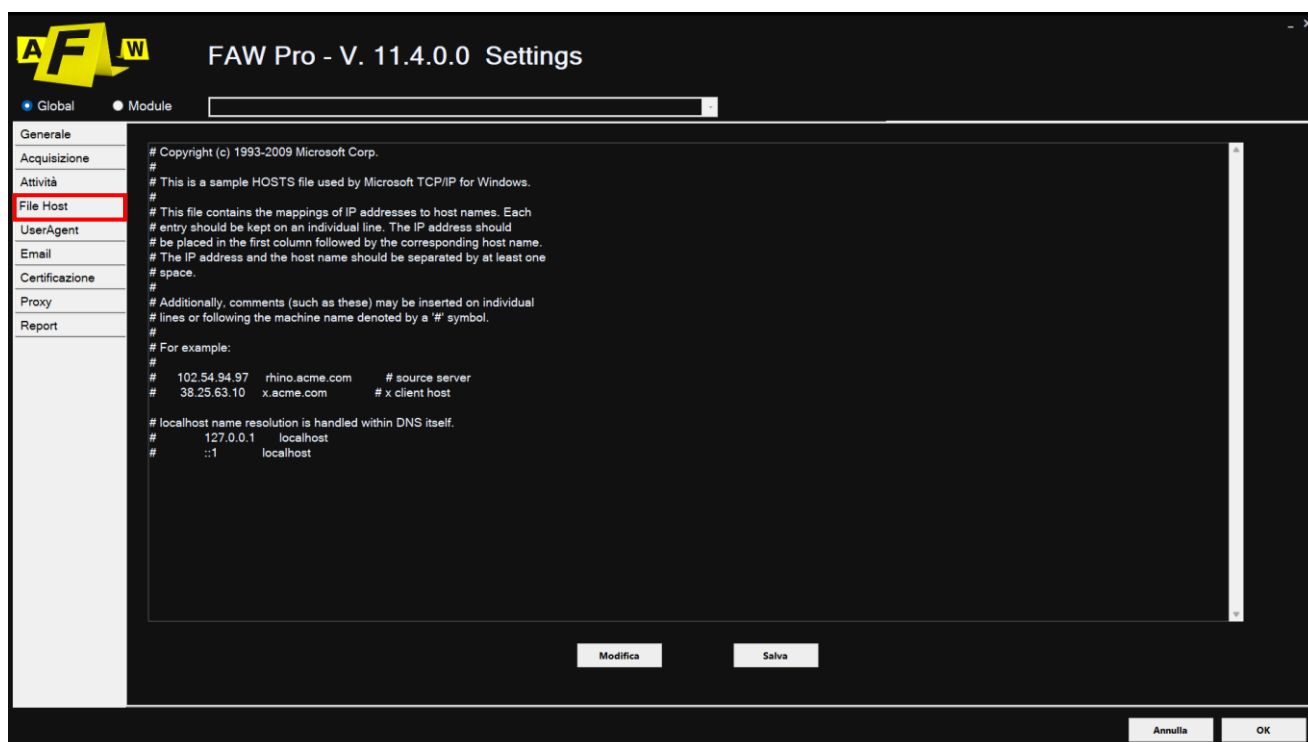 A F W
FAW Pro - V. 11.4.0.0 Settings
Global
Module
Generale
Acquisizione
Attività
File Host
UserAgent
Email
Certificazione
Proxy
Report
# Copyright (c) 1993-2009 Microsoft Corp.
#
# This is a sample HOSTS file used by Microsoft TCP/IP for Windows.
#
# This file contains the mappings of IP addresses to host names. Each
# entry should be kept on an individual line. The IP address should
# be placed in the first column followed by the corresponding host name.
# The IP address and the host name should be separated by at least one
# space.
#
# Additionally, comments (such as these) may be inserted on individual
# lines or following the machine name denoted by a '#' symbol.
#
# For example:
#
# 102.54.94.97 rhino.acme.com # source server
# 38.25.63.10 x.acme.com # x client host
# localhost name resolution is handled within DNS itself.
# 127.0.0.1 localhost
# ::1 localhost
Modifica
Salva
Annulla
OK